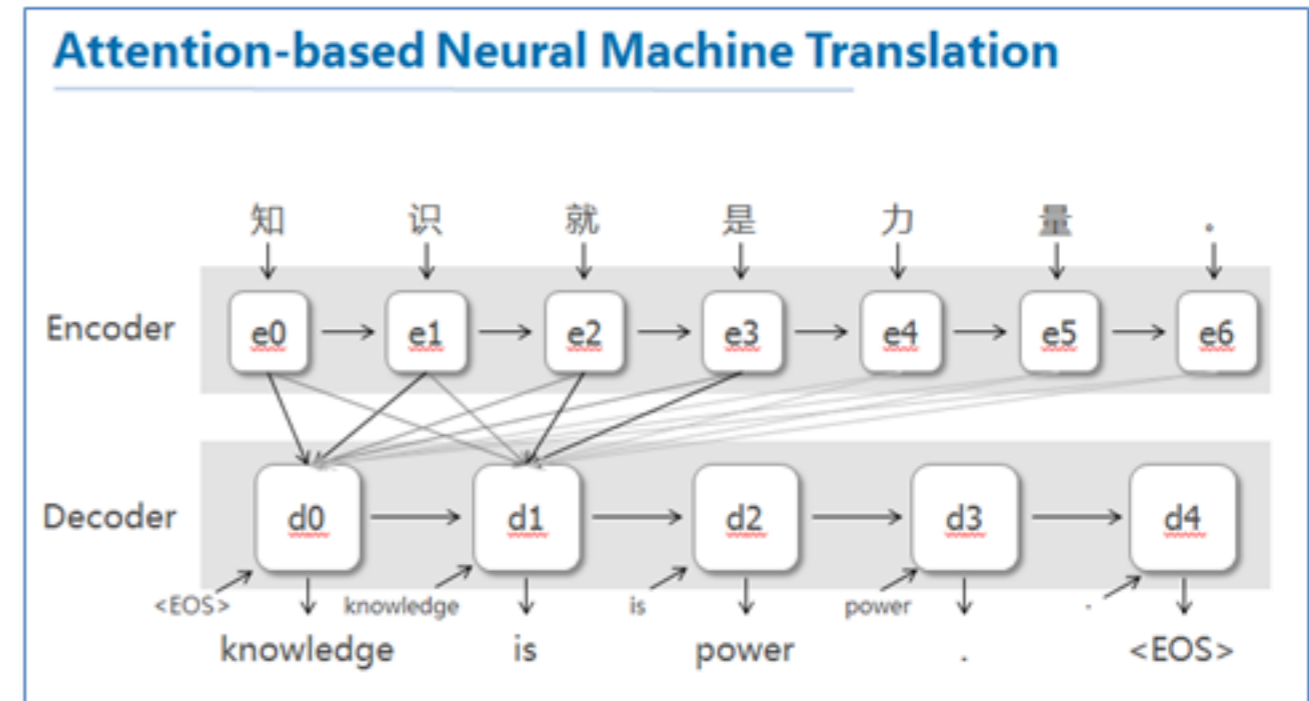 Attention-based Neural Machine Translation
知 识 就 是 力 量 。
Encoder e0 e1 e2 e3 e4 e5 e6
Decoder d0 d1 d2 d3 d4
<EOS> knowledge is power .
knowledge is power . <EOS>